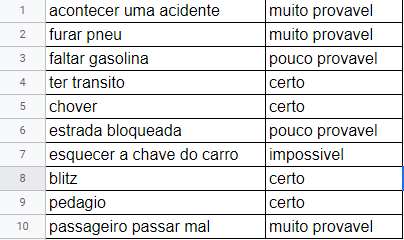 1 acontecer uma acidente muito provavel
2 furar pneu muito provavel
3 faltar gasolina pouco provavel
4 ter transito certo
5 chover certo
6 estrada bloqueada pouco provavel
7 esquecer a chave do carro impossivel
8 blitz certo
9 pedagio certo
10 passageiro passar mal muito provavel